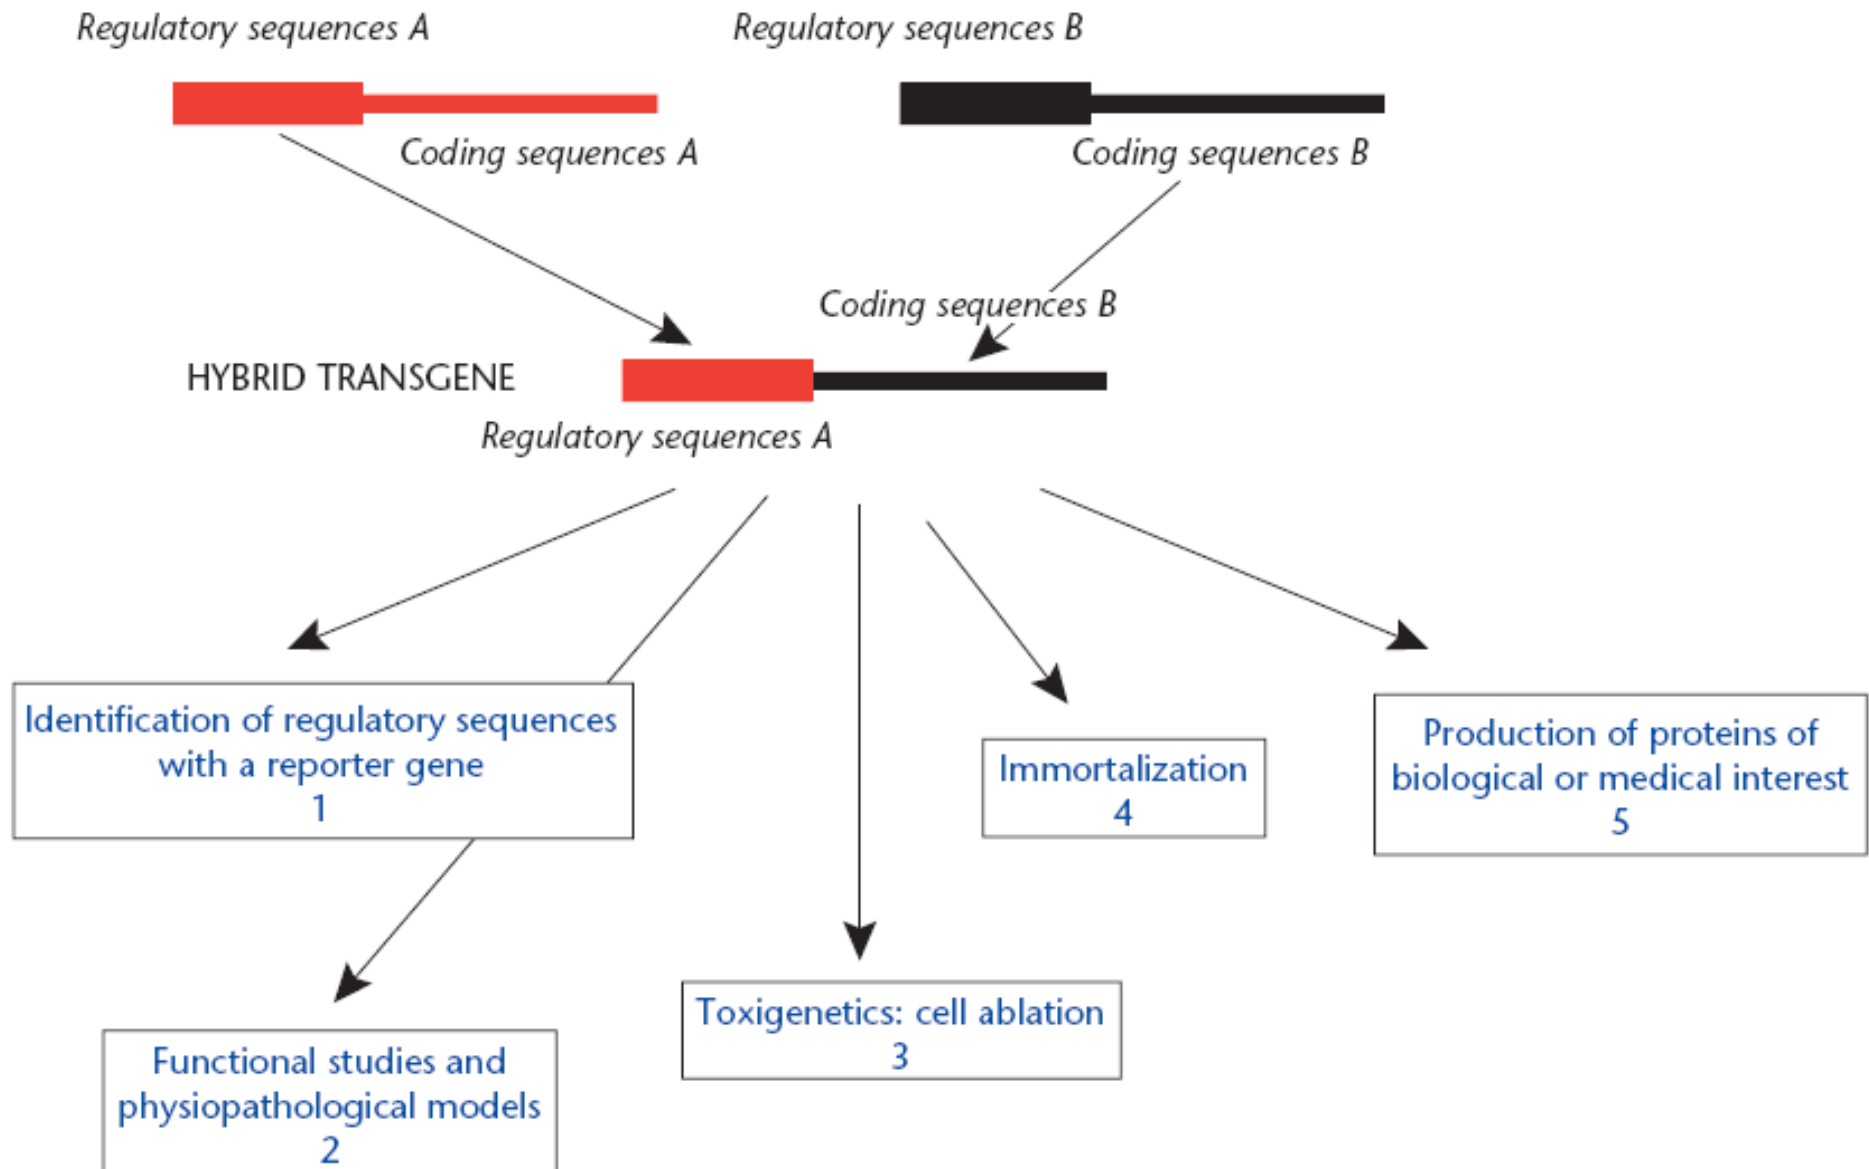 Regulatory sequences A
Regulatory sequences B
Coding sequences A
Coding sequences B
Coding sequences B
HYBRID TRANSGENE
Regulatory sequences A
Identification of regulatory sequences
with a reporter gene
1
Immortalization
4
Production of proteins of
biological or medical interest
5
Toxigenetics: cell ablation
3
Functional studies and
physiopathological models
2